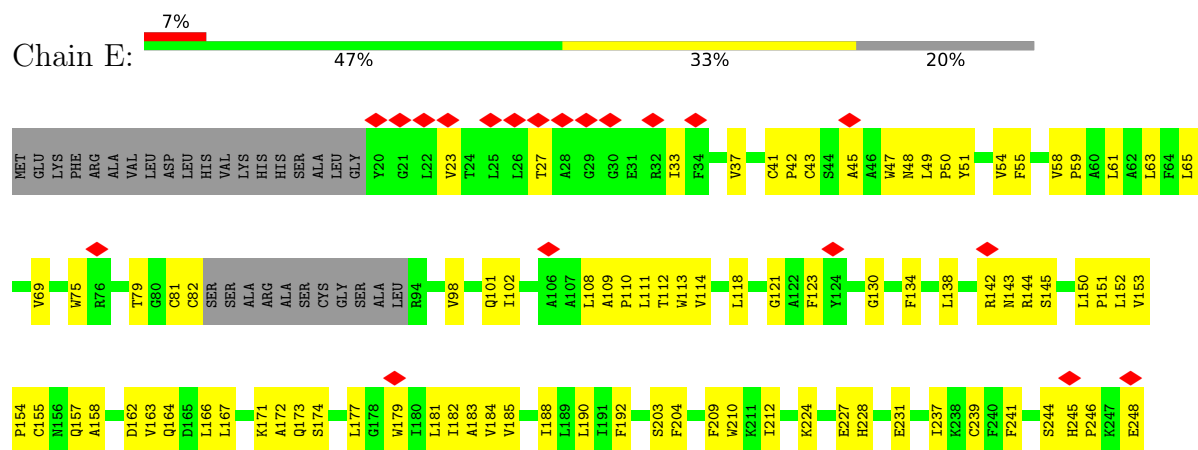 7%
Chain E:
47% 33% 20%
MET GLU LYS PHE ARG ALA VAL LEU ASP LEU HIS VAL LYS HIS HIS SER ALA LEU GLY Y20 G21 L22 V23 T24 L25 L26 T27 A28 G29 G30 E31 R32 I33 F34 V37 C41 P42 C43 S44 A45 A46 W47 N48 L49 P50 Y51 V54 F55 V58 P59 A60 L61 A62 L63 F64 L65
V69 W75 R76 T79 G80 C81 C82 SER SER ALA ARG ALA SER CYS GLY SER ALA LEU R94 V98 Q101 I102 A106 A107 L108 A109 P110 L111 T112 W113 V114 L118 G121 A122 F123 Y124 G130 F134 L138 R142 N143 R144 S145 L150 P151 L152 V153
P154 C155 N156 Q157 A158 D162 V163 Q164 D165 L166 L167 K171 A172 Q173 S174 L177 G178 W179 I180 L181 I182 A183 V184 V185 I188 L189 L190 I191 F192 S203 F204 F209 W210 K211 I212 K224 E227 H228 E231 I237 K238 C239 F240 F241 S244 H245 P246 K247 E248